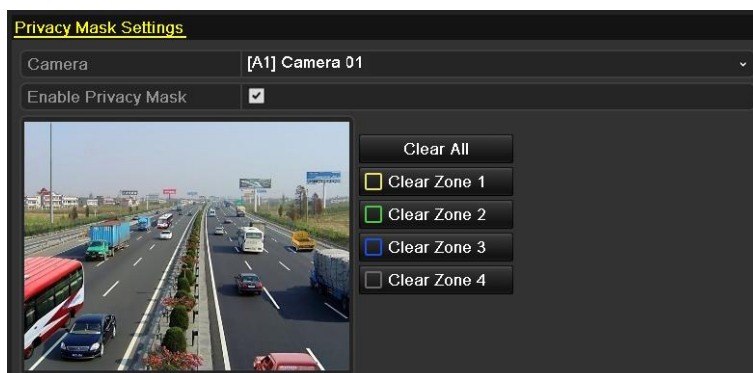 Privacy Mask Settings
Camera [A1] Camera 01
Enable Privacy Mask
Clear All
Clear Zone 1
Clear Zone 2
Clear Zone 3
Clear Zone 4